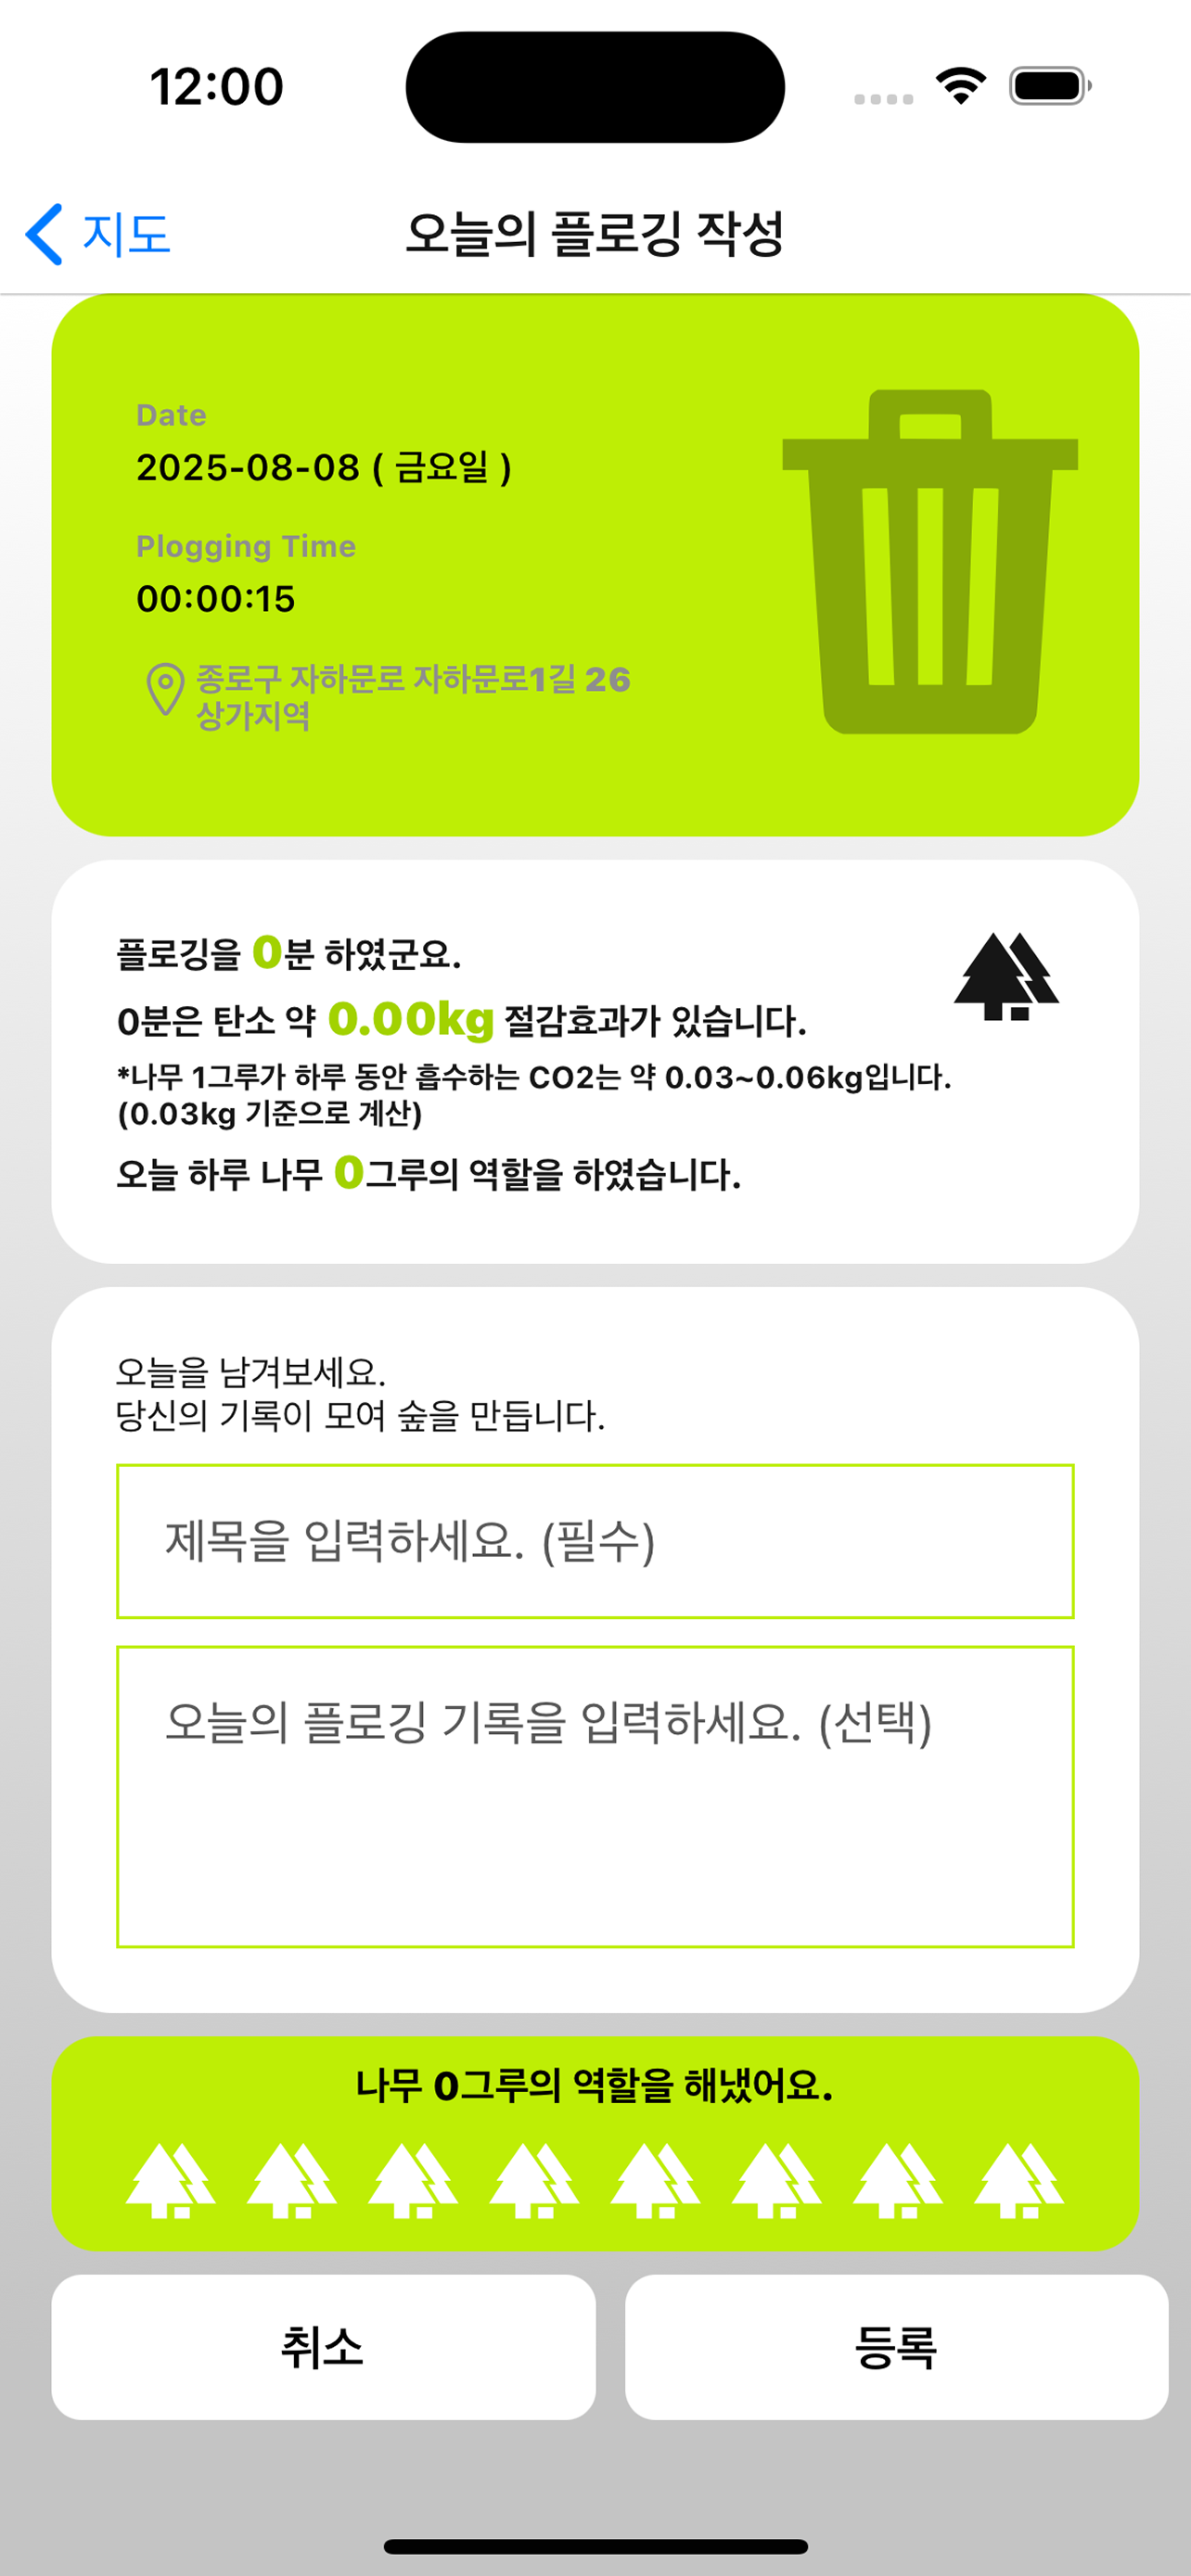 12:00
지도
오늘의 플로깅 작성
Date
2025-08-08 ( 금요일 )
Plogging Time
00:00:15
종로구 자하문로 자하문로1길 26
상가지역
플로깅을 0분 하였군요.
0분은 탄소 약 0.00kg 절감효과가 있습니다.
*나무 1그루가 하루 동안 흡수하는 CO2는 약 0.03~0.06kg입니다.
(0.03kg 기준으로 계산)
오늘 하루 나무 0그루의 역할을 하였습니다.
오늘을 남겨보세요.
당신의 기록이 모여 숲을 만듭니다.
제목을 입력하세요. (필수)
오늘의 플로깅 기록을 입력하세요. (선택)
나무 0그루의 역할을 해냈어요.
취소
등록